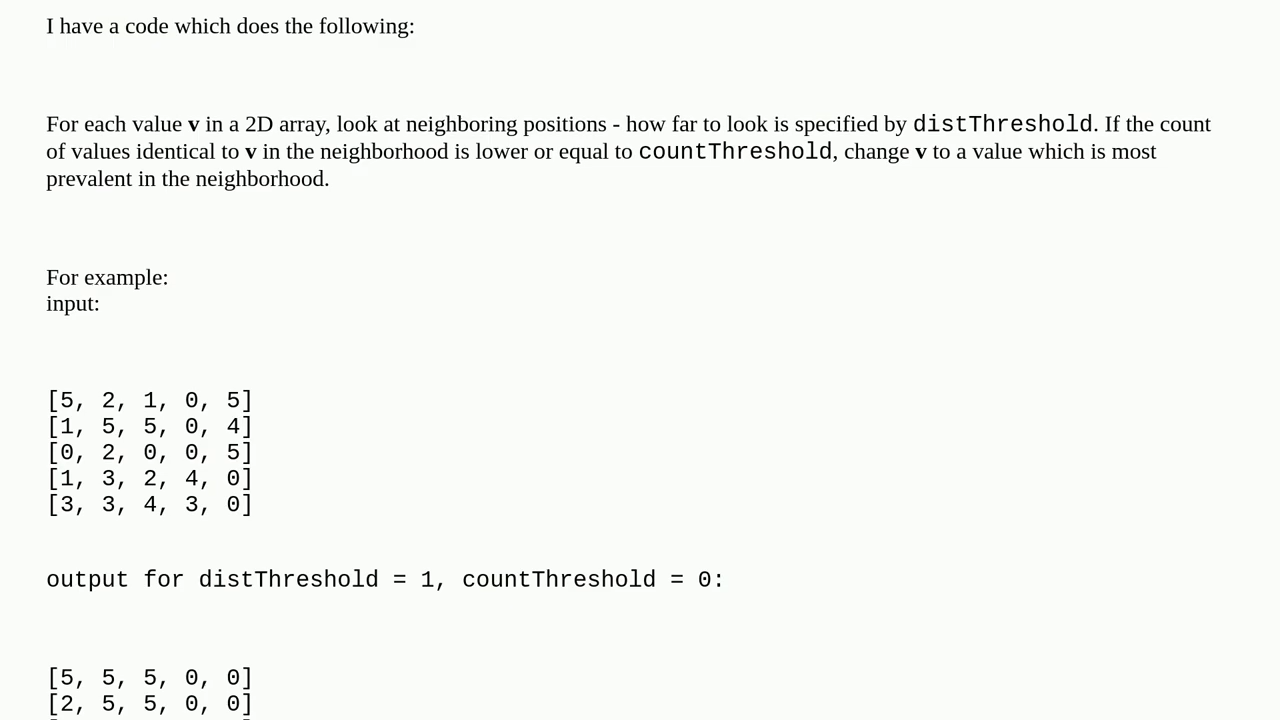 I have a code which does the following:
For each value v in a 2D array, look at neighboring positions - how far to look is specified by distThreshold. If the count
of values identical to v in the neighborhood is lower or equal to countThreshold, change v to a value which is most
prevalent in the neighborhood.
For example:
input:
[5, 2, 1, 0, 5]
[1, 5, 5, 0, 4]
[0, 2, 0, 0, 5]
[1, 3, 2, 4, 0]
[3, 3, 4, 3, 0]
output for distThreshold = 1, countThreshold = 0:
[5, 5, 5, 0, 0]
[2, 5, 5, 0, 0]